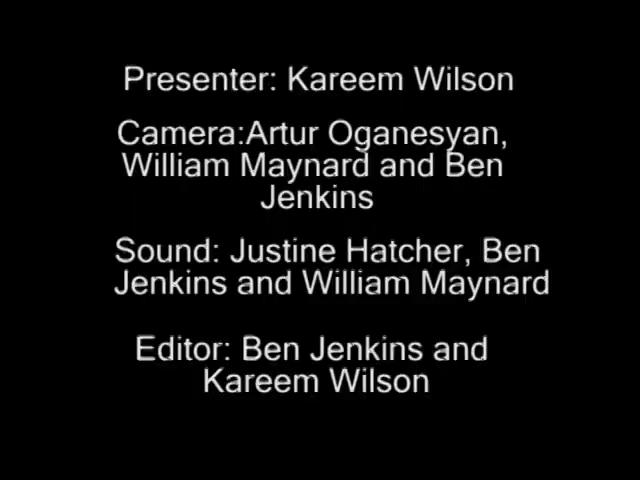 Presenter: Kareem Wilson
Camera:Artur Oganesyan,
William Maynard and Ben
Jenkins
Sound: Justine Hatcher, Ben
Jenkins and William Maynard
Editor: Ben Jenkins and
Kareem Wilson